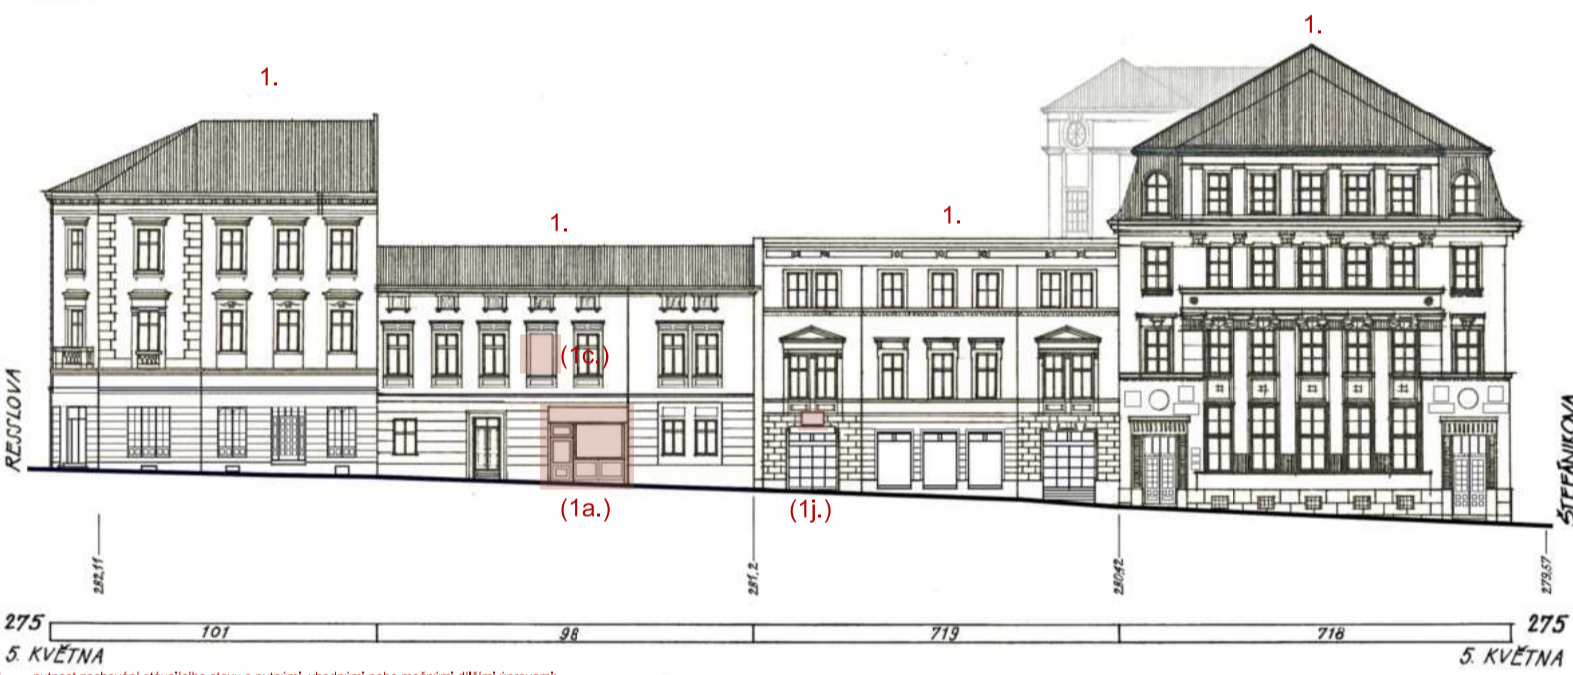 1.
1.
1.
1.
(1c.)
(1a.)
(1j.)
RESSLOVA
ŠTEFÁNIKOVA
282,11
281,2
280,42
279,57
275
101
98
719
718
275
5. KVĚTNA
5. KVĚTNA